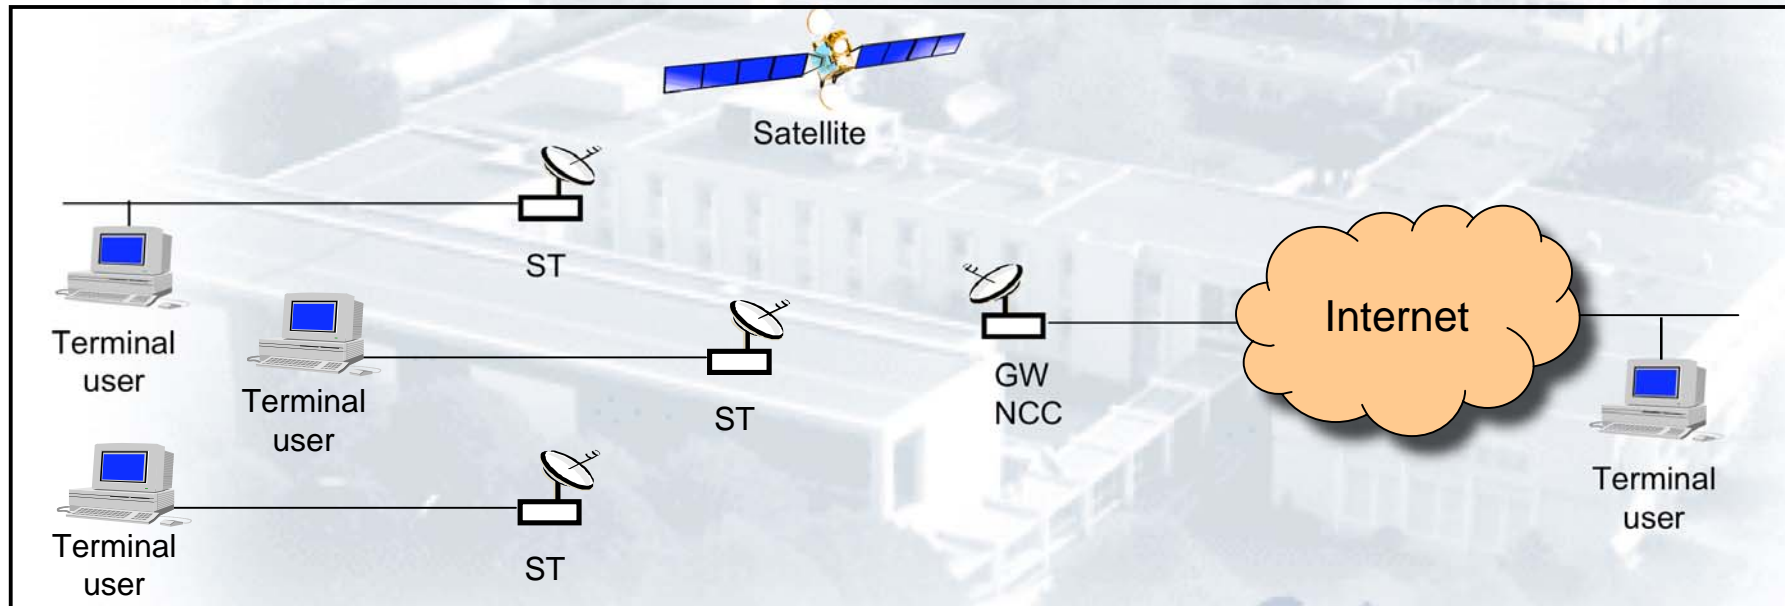 Satellite
ST
Terminal
user
Terminal
user
ST
GW
NCC
Internet
Terminal
user
Terminal
user
ST